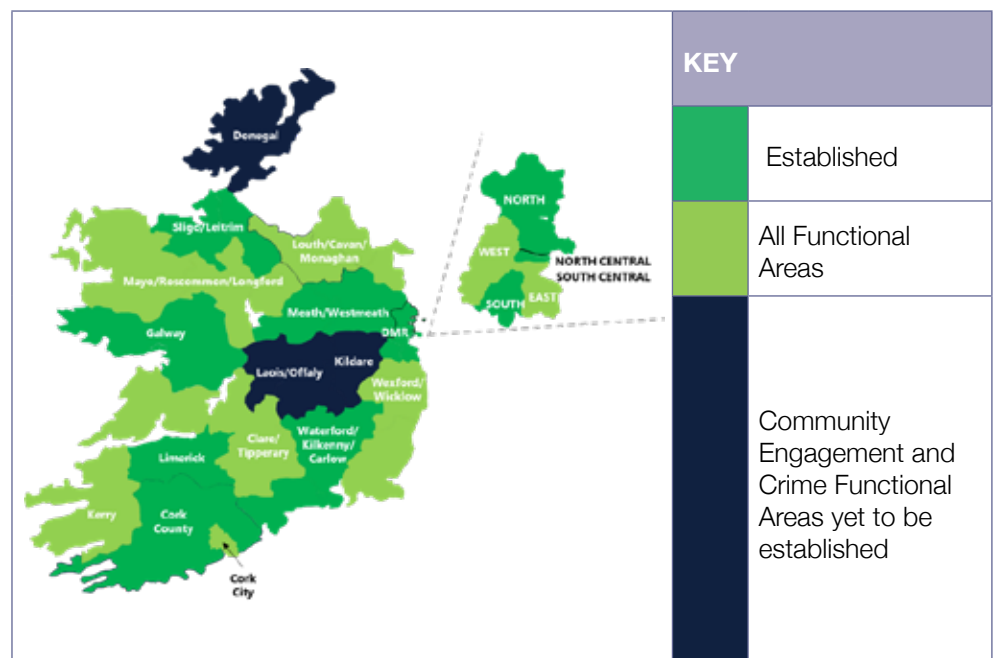 KEY
Established
All Functional
Areas
Community
Engagement and
Crime Functional
Areas yet to be
established
Donegal
Sligo/Leitrim
Louth/Cavan/
Monaghan
Mayo/Roscommon/Longford
Meath/Westmeath
Galway
DMR
Kildare
Laois/Offaly
Wexford/
Wicklow
Clare/
Tipperary
Waterford/
Kilkenny/
Carlow
Limerick
Kerry
Cork
County
Cork
City
NORTH
WEST
NORTH CENTRAL
SOUTH CENTRAL
SOUTH
EAST